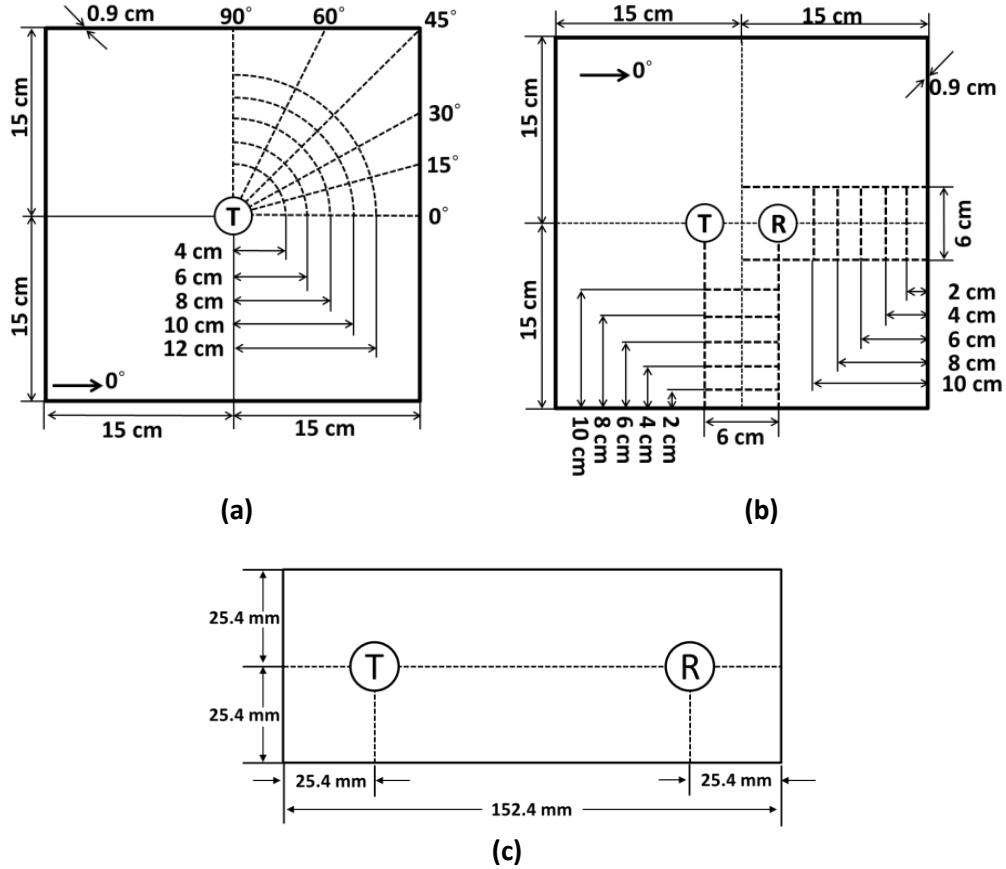 0.9 cm 90° 60° 45°
15 cm
30°
15°
T 0°
4 cm
6 cm
8 cm
10 cm
12 cm
15 cm
0°
15 cm 15 cm
(a)
15 cm 15 cm
0°
0.9 cm
15 cm
T R 6 cm
15 cm
2 cm
4 cm
6 cm
8 cm
10 cm
10 cm 8 cm 6 cm 4 cm 2 cm
6 cm
(b)
25.4 mm
T R
25.4 mm
25.4 mm 25.4 mm
152.4 mm
(c)